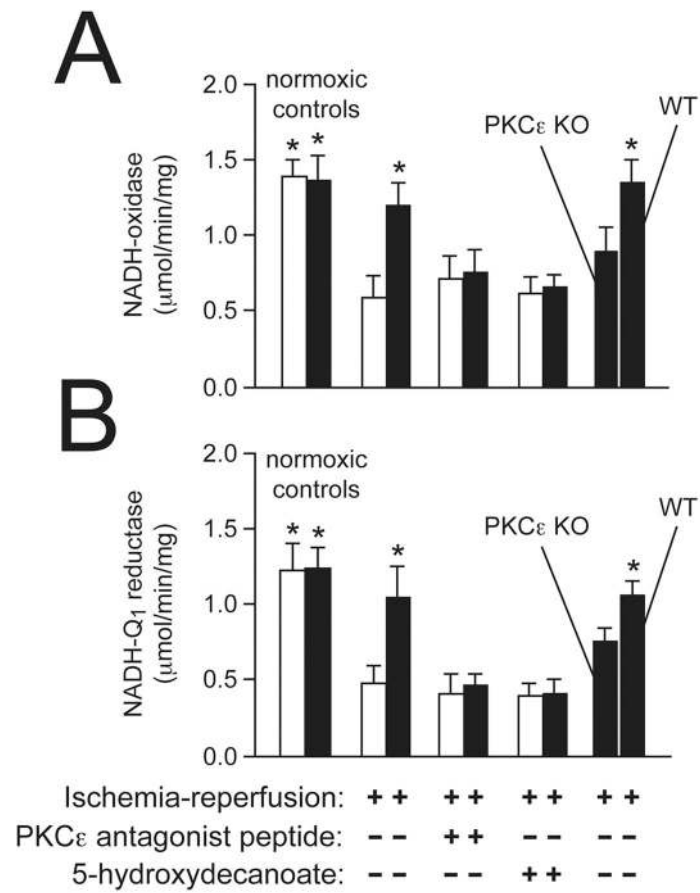 A
2.0
1.5
1.0
0.5
0.0
NADH-oxidase
(μmol/min/mg)
normoxic
controls
* *
*
*
PKCε KO
WT
B
2.0
1.5
1.0
0.5
0.0
NADH-Q1 reductase
(μmol/min/mg)
normoxic
controls
* *
*
*
PKCε KO
WT
Ischemia-reperfusion: + + + + + + + +
PKCε antagonist peptide: – – + + – – – –
5-hydroxydecanoate: – – – – + + – –